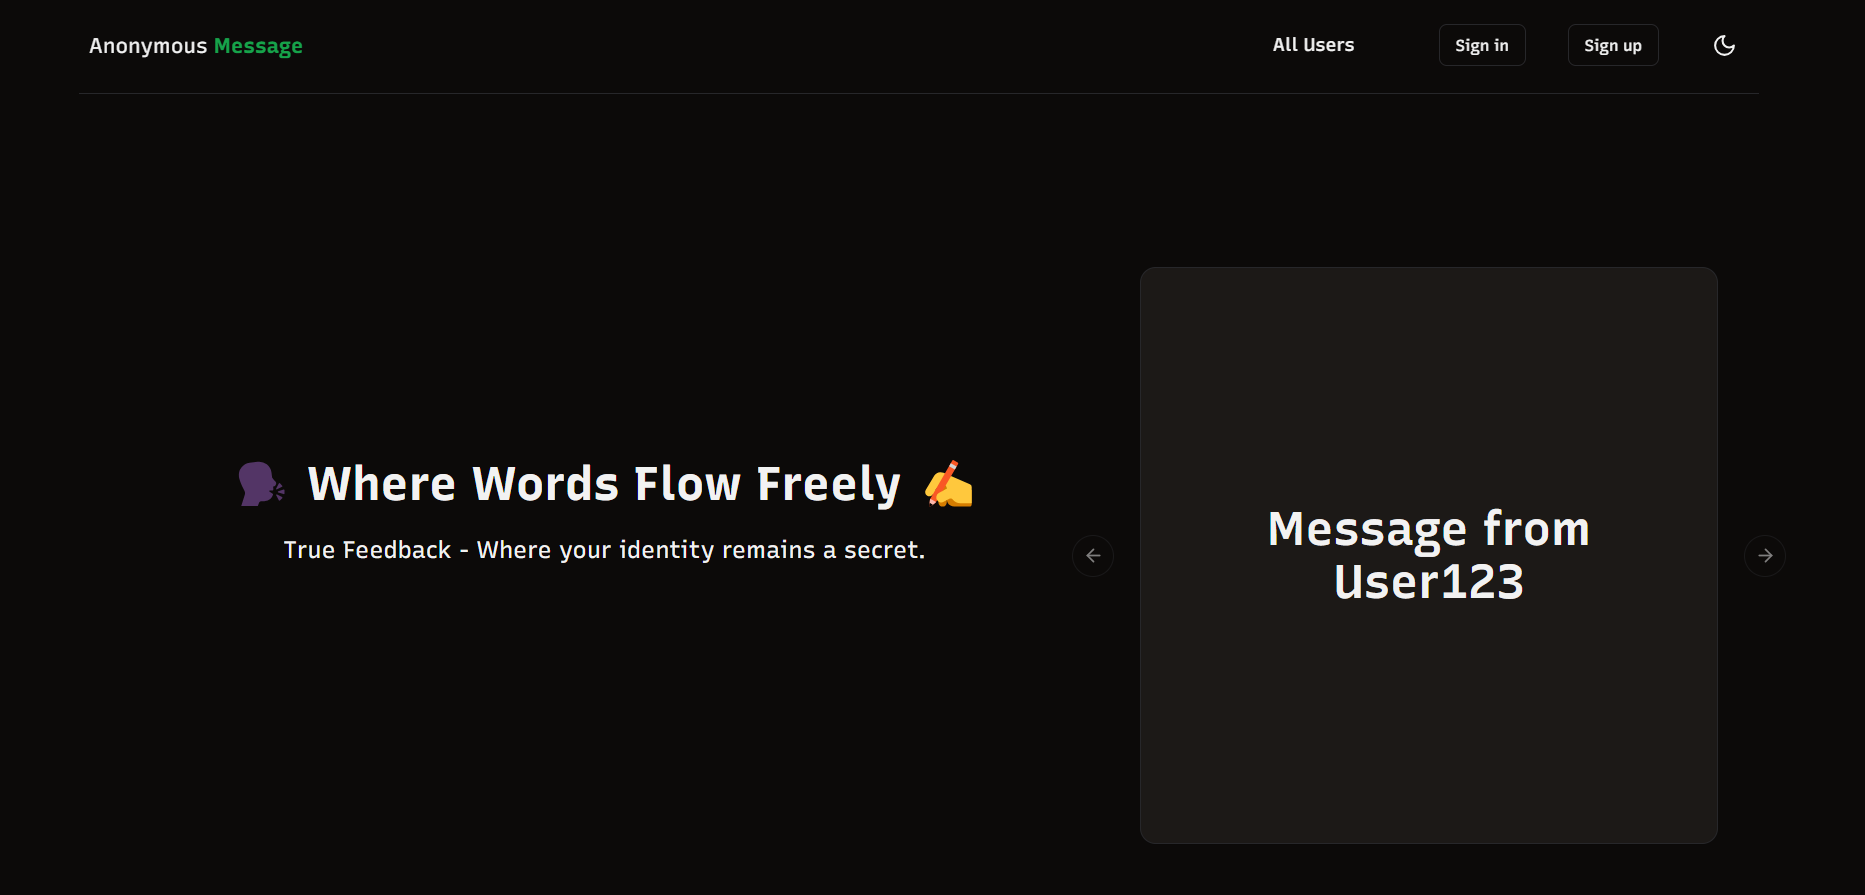 Anonymous Message
All Users
Sign in
Sign up
🗣 Where Words Flow Freely ✍
True Feedback - Where your identity remains a secret.
Message from
User123